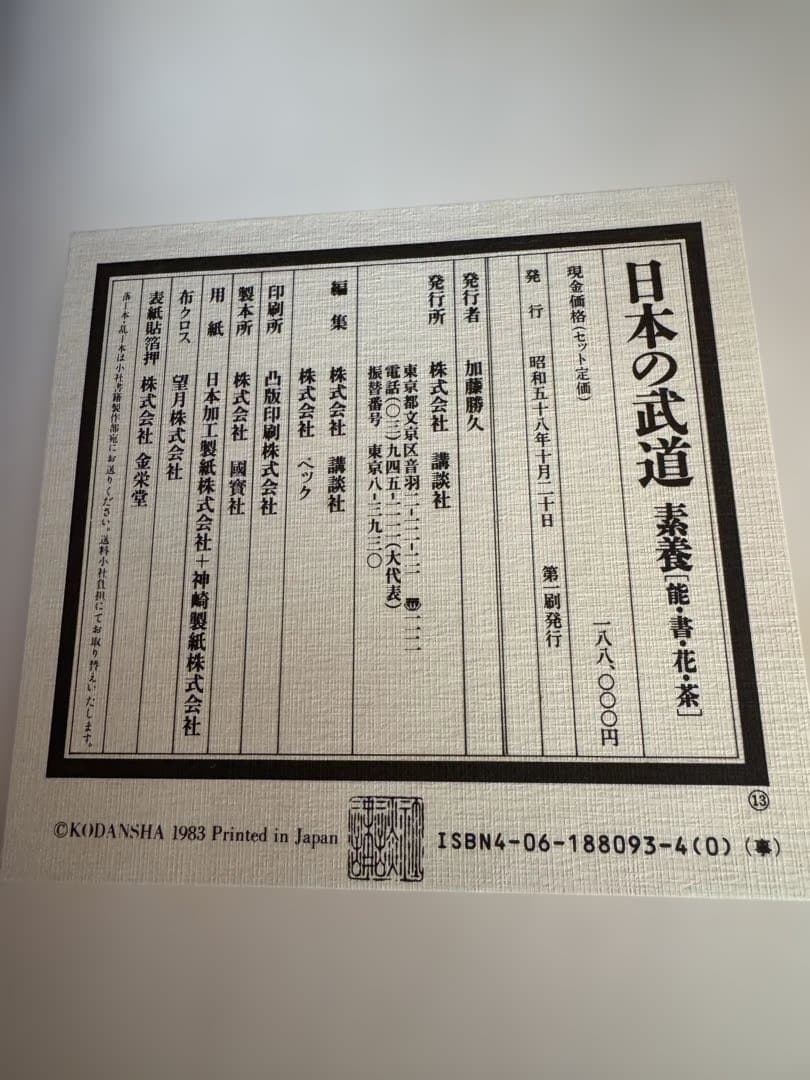 日本の武道 素養[能・書・花・茶]
現金価格(セット定価) 一八八、〇〇〇円
発行 昭和五十八年十月二十日 第一刷発行
発行者 加藤勝久
発行所 株式会社 講談社
東京都文京区音羽二-一二-二一 〒一一二
電話(〇三)九四五-一一一一(大代表)
振替番号 東京八-三九三〇
編集 株式会社 講談社
株式会社 ベック
印刷所 凸版印刷株式会社
製本所 株式会社 國寳社
用紙 日本加工製紙株式会社+神崎製紙株式会社
布クロス 望月株式会社
表紙貼箔押 株式会社 金栄堂
落丁本・乱丁本は小社書籍製作部宛にお送りください。送料小社負担にてお取り替えいたします。
⑬
©KODANSHA 1983 Printed in Japan
ISBN4-06-188093-4(0) (事)